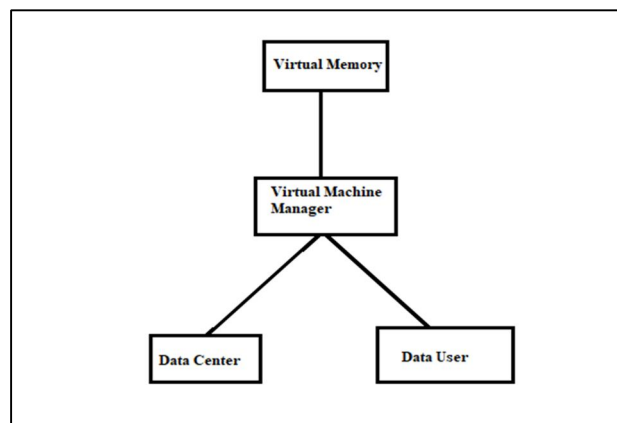 Virtual Memory
Virtual Machine
Manager
Data Center
Data User